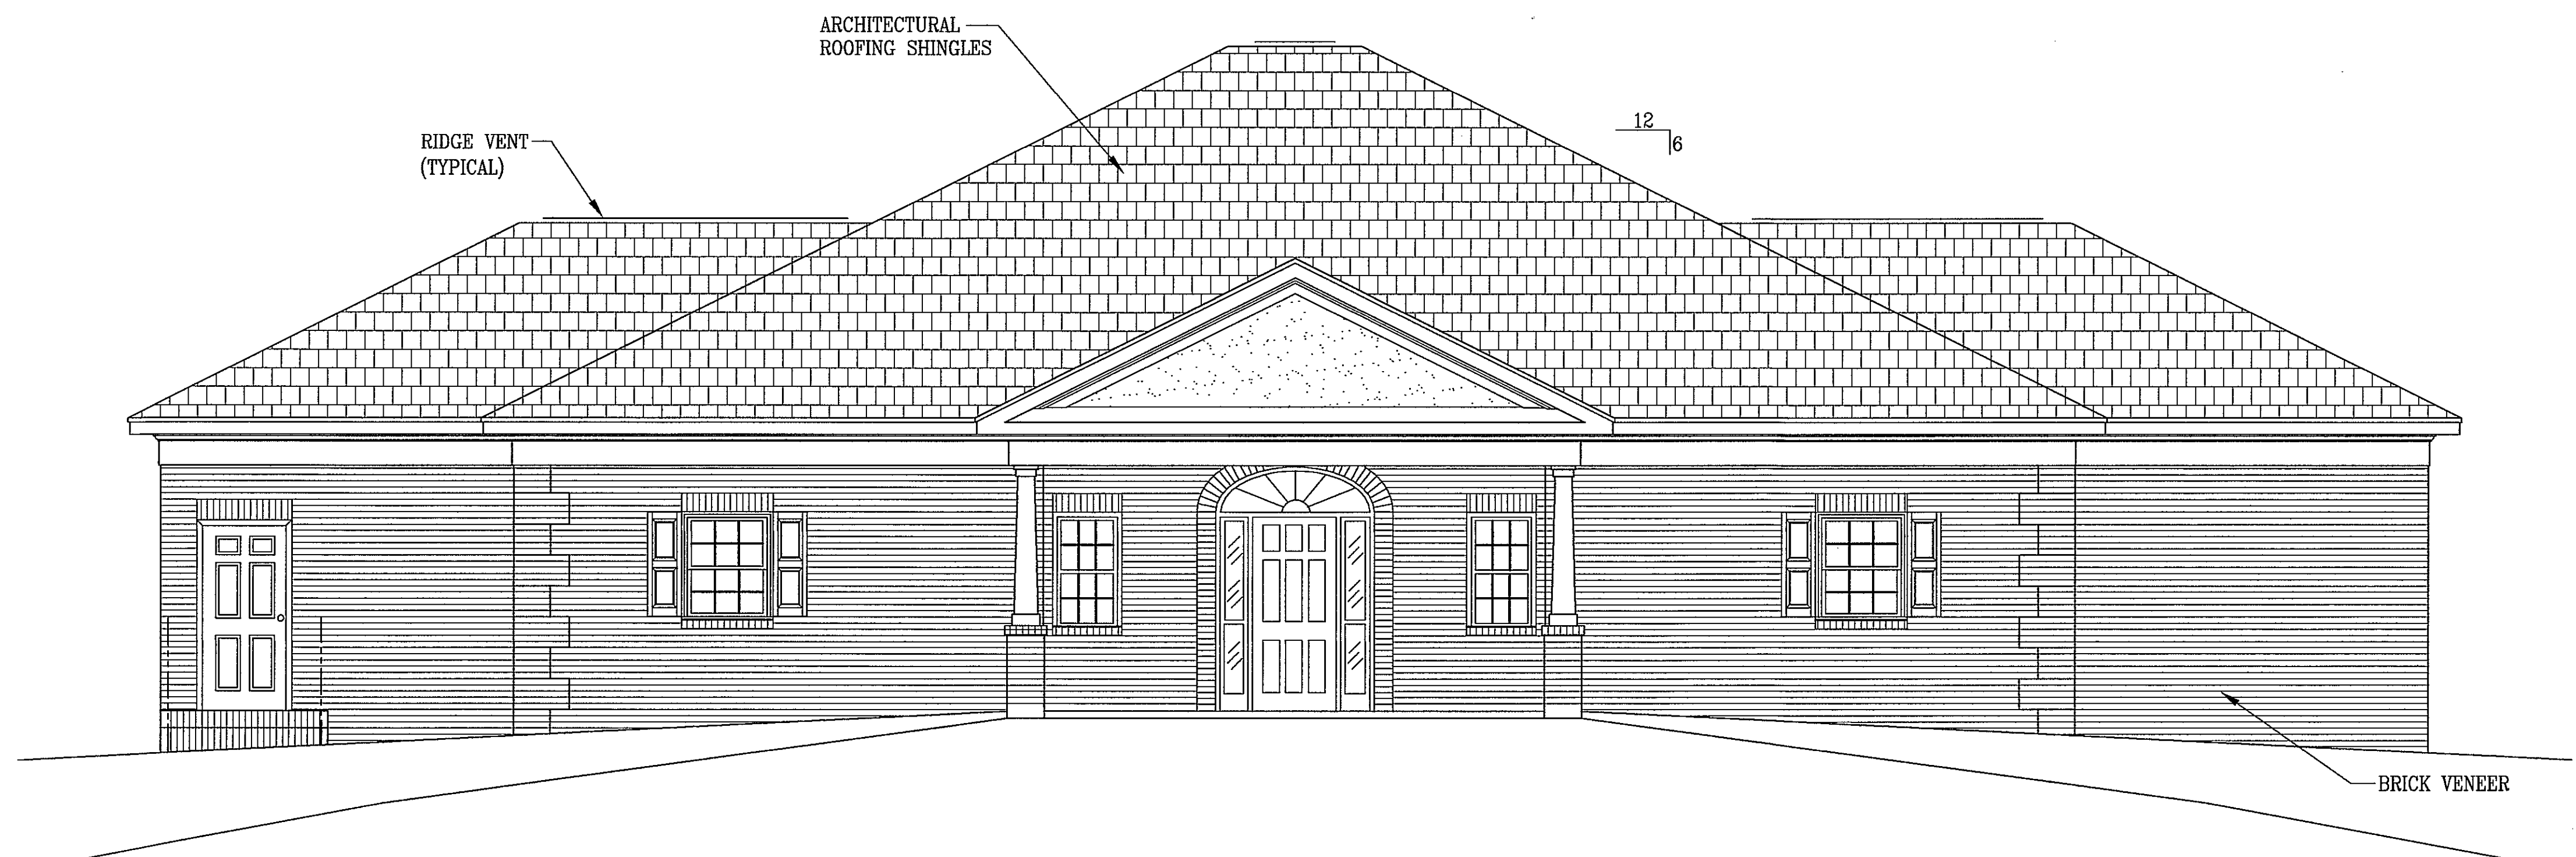 ARCHITECTURAL
ROOFING SHINGLES
12
6
RIDGE VENT
(TYPICAL)
BRICK VENEER